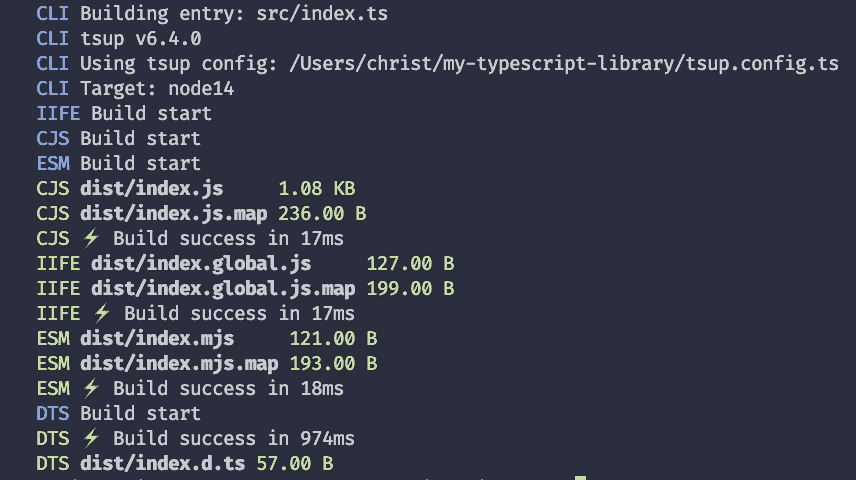 CLI Building entry: src/index.ts
CLI tsup v6.4.0
CLI Using tsup config: /Users/christ/my-typescript-library/tsup.config.ts
CLI Target: node14
IIFE Build start
CJS Build start
ESM Build start
CJS dist/index.js     1.08 KB
CJS dist/index.js.map 236.00 B
CJS ⚡ Build success in 17ms
IIFE dist/index.global.js     127.00 B
IIFE dist/index.global.js.map 199.00 B
IIFE ⚡ Build success in 17ms
ESM dist/index.mjs     121.00 B
ESM dist/index.mjs.map 193.00 B
ESM ⚡ Build success in 18ms
DTS Build start
DTS ⚡ Build success in 974ms
DTS dist/index.d.ts 57.00 B